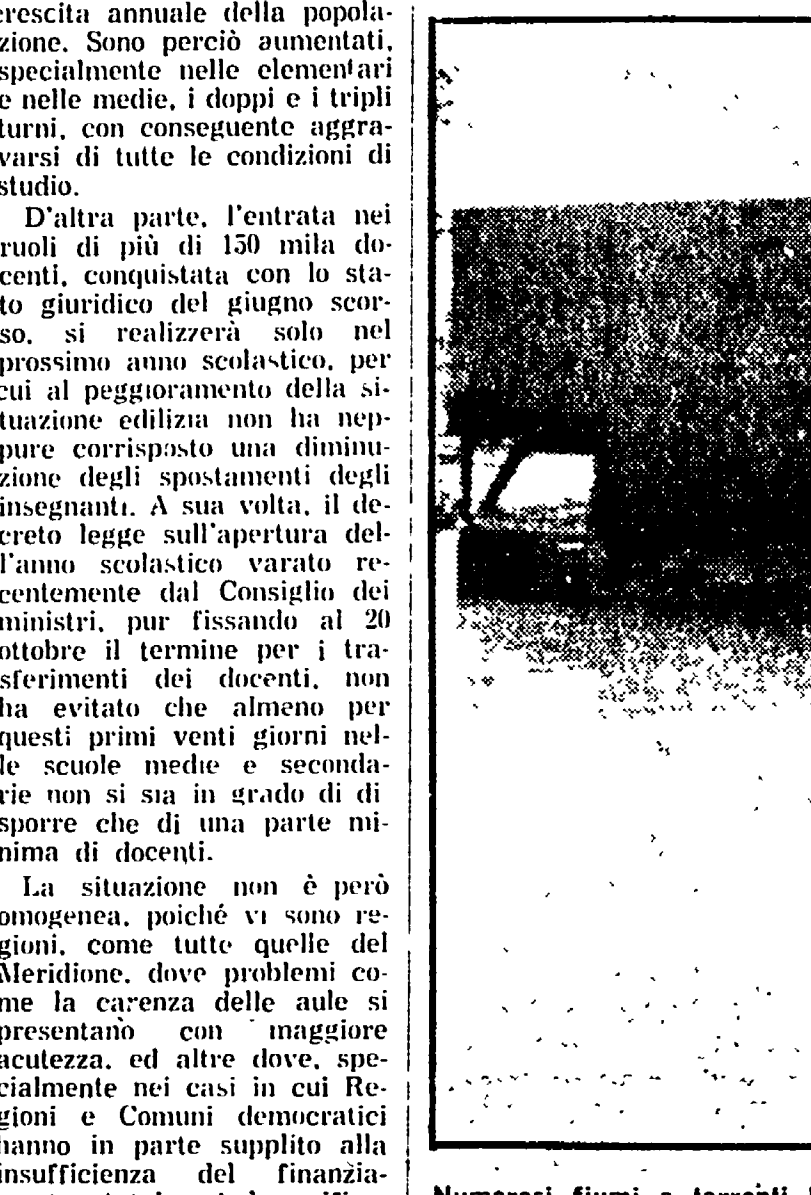 crescita annuale della popola-
zione. Sono perciò aumentati,
specialmente nelle elementari
e nelle medie, i doppi e i tripli
turni, con conseguente aggra-
varsi di tutte le condizioni di
studio.
D'altra parte, l'entrata nei
ruoli di più di 150 mila do-
centi, conquistata con lo sta-
to giuridico del giugno scor-
so, si realizzerà solo nel
prossimo anno scolastico, per
cui al peggioramento della si-
tuazione edilizia non ha nep-
pure corrisposto una diminu-
zione degli spostamenti degli
insegnanti. A sua volta, il de-
creto legge sull'apertura del-
l'anno scolastico varato re-
centemente dal Consiglio dei
ministri, pur fissando al 20
ottobre il termine per i tra-
sferimenti dei docenti, non
ha evitato che almeno per
questi primi venti giorni nel-
le scuole medie e seconda-
rie non si sia in grado di di
sporre che di una parte mi-
nima di docenti.
La situazione non è però
omogenea, poiché vi sono re-
gioni, come tutte quelle del
Meridione, dove problemi co-
me la carenza delle aule si
presentano con maggiore
acutezza, ed altre dove, spe-
cialmente nei casi in cui Re-
gioni e Comuni democratici
hanno in parte supplito alla
insufficienza del finanzia-
Numerosi fiumi e torrenti